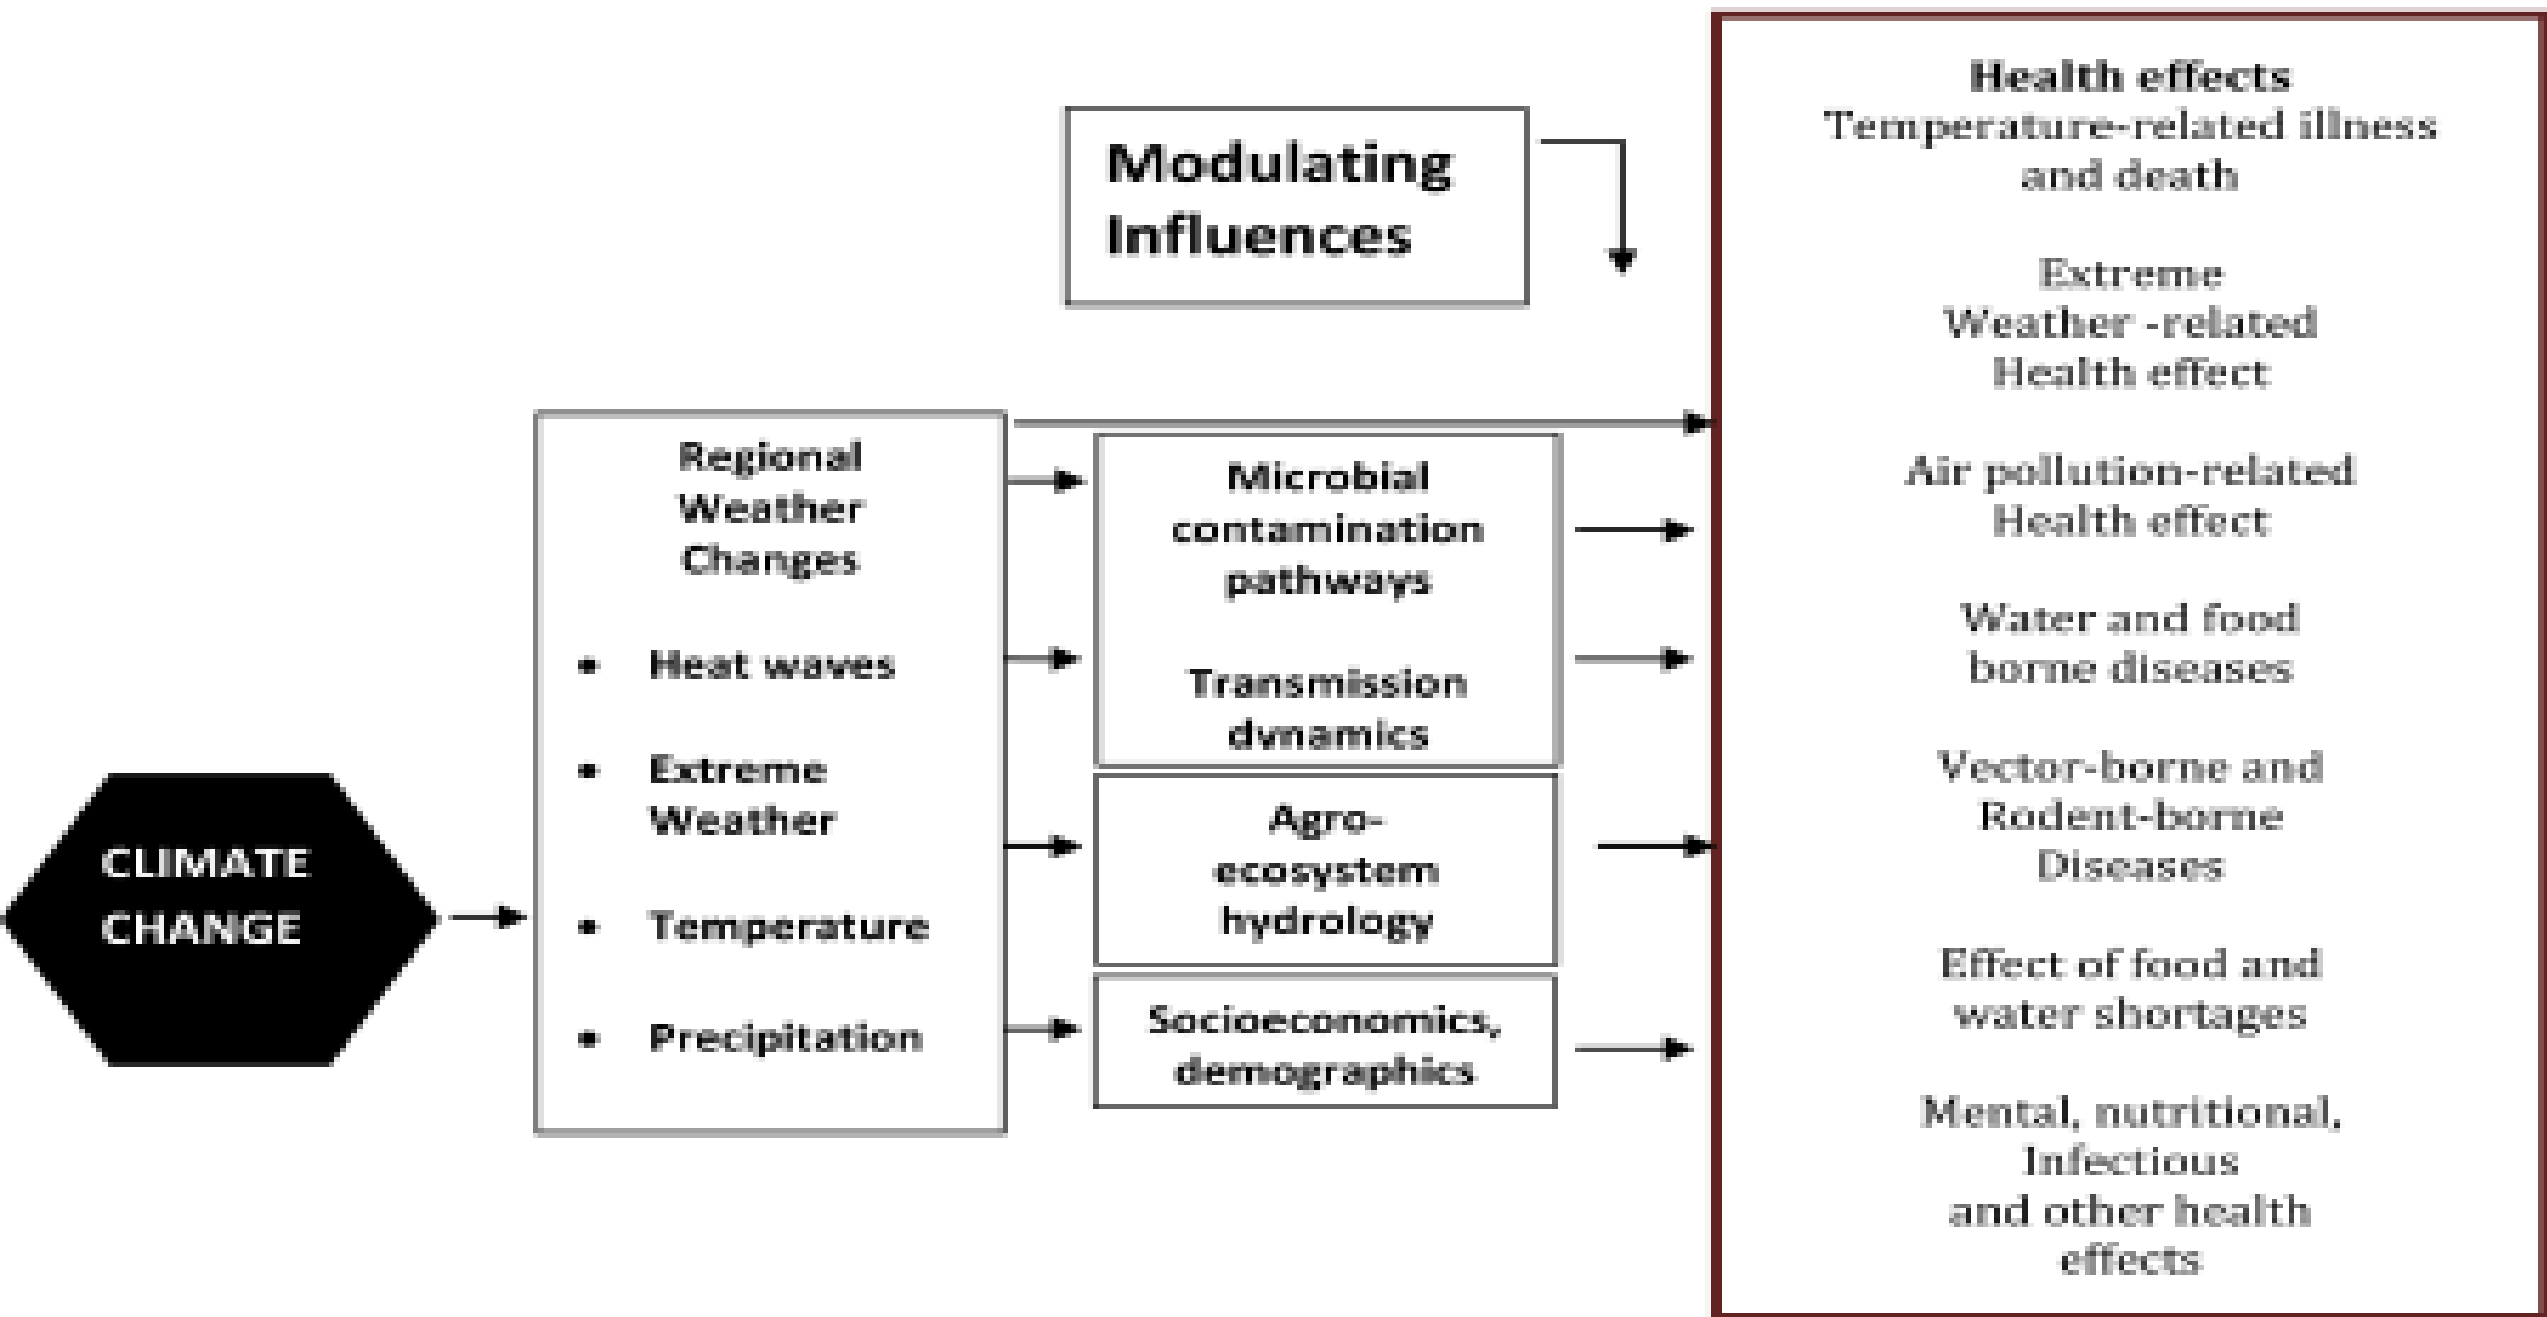 Modulating
Influences
CLIMATE
CHANGE
Regional
Weather
Changes
• Heat waves
• Extreme
Weather
• Temperature
• Precipitation
Microbial
contamination
pathways
Transmission
dynamics
Agro-
ecosystem
hydrology
Socioeconomics,
demographics
Health effects
Temperature-related illness
and death
Extreme
Weather -related
Health effect
Air pollution-related
Health effect
Water and food
borne diseases
Vector-borne and
Rodent-borne
Diseases
Effect of food and
water shortages
Mental, nutritional,
Infectious
and other health
effects